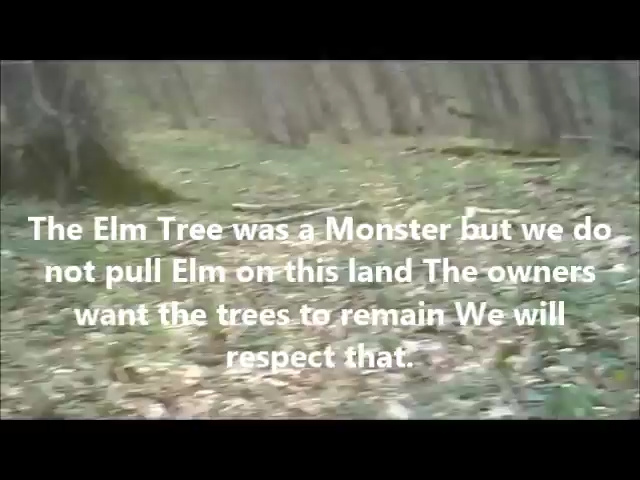 The Elm Tree was a Monster but we do
not pull Elm on this land The owners
want the trees to remain We will
respect that.